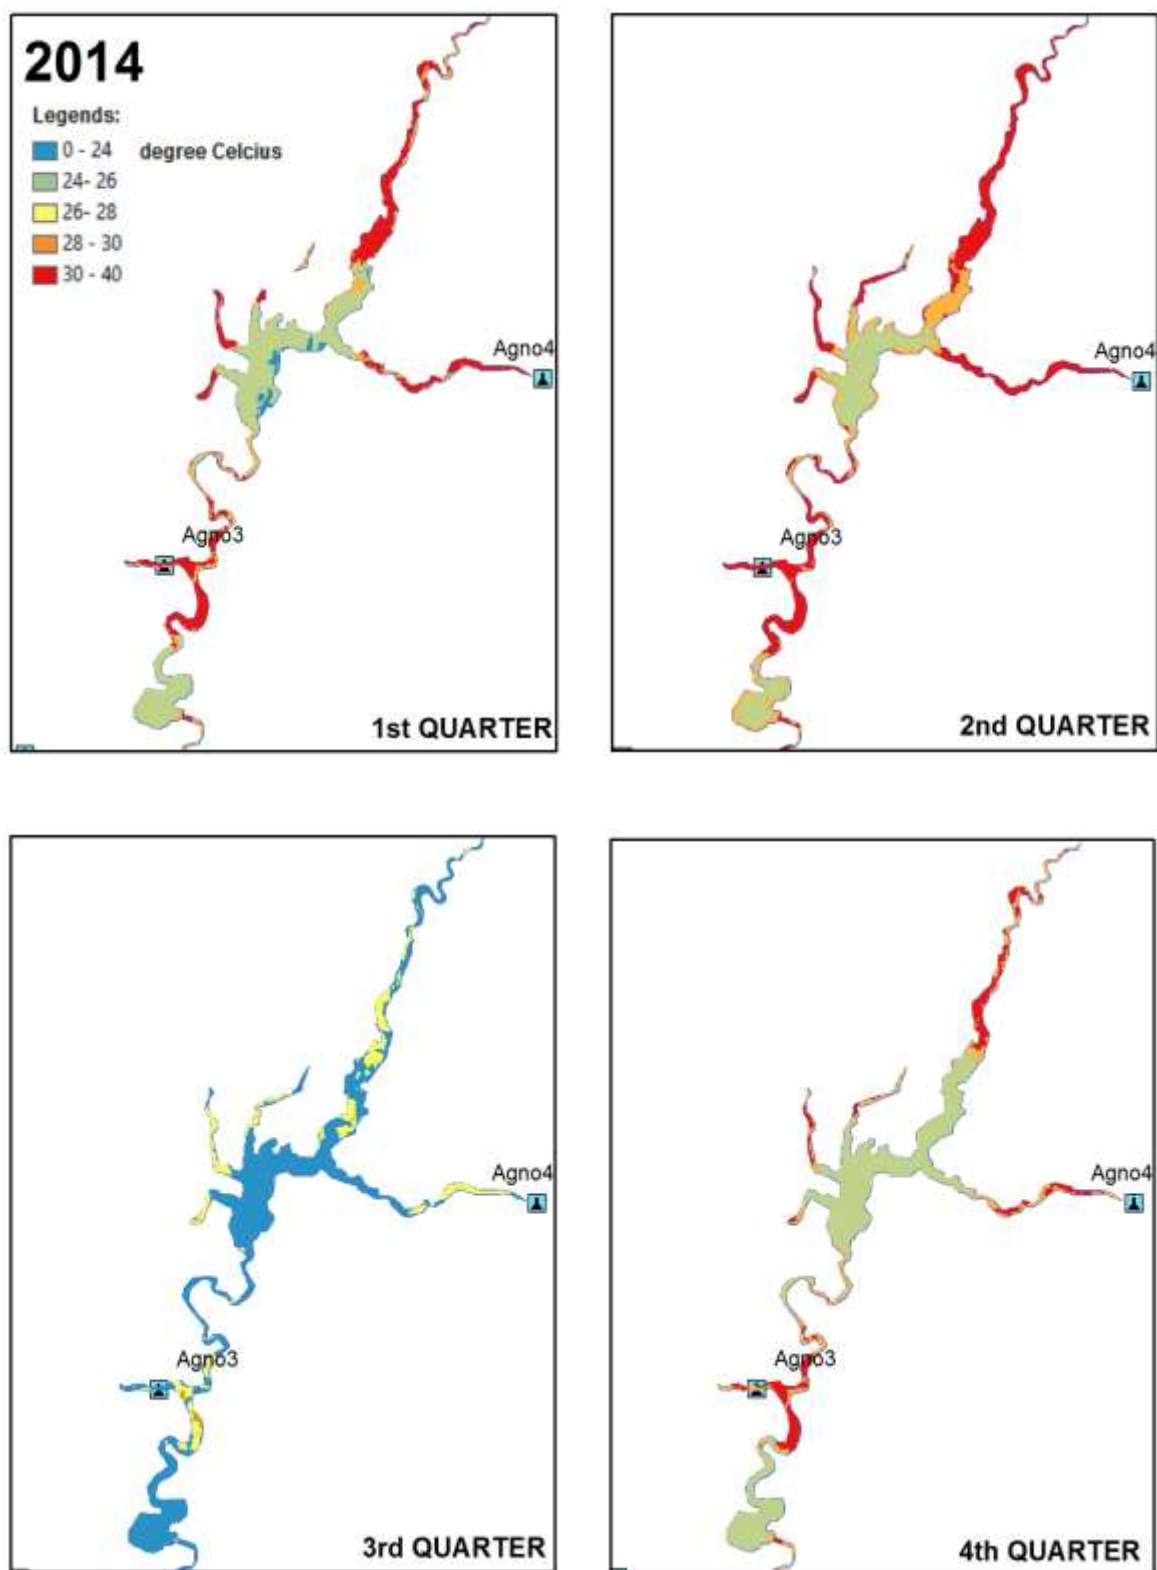 2014
Legends:
0 - 24 degree Celcius
24- 26
26- 28
28 - 30
30 - 40
Agno4
Agno3
1st QUARTER
Agno4
Agno3
2nd QUARTER
Agno4
Agno3
3rd QUARTER
Agno4
Agno3
4th QUARTER